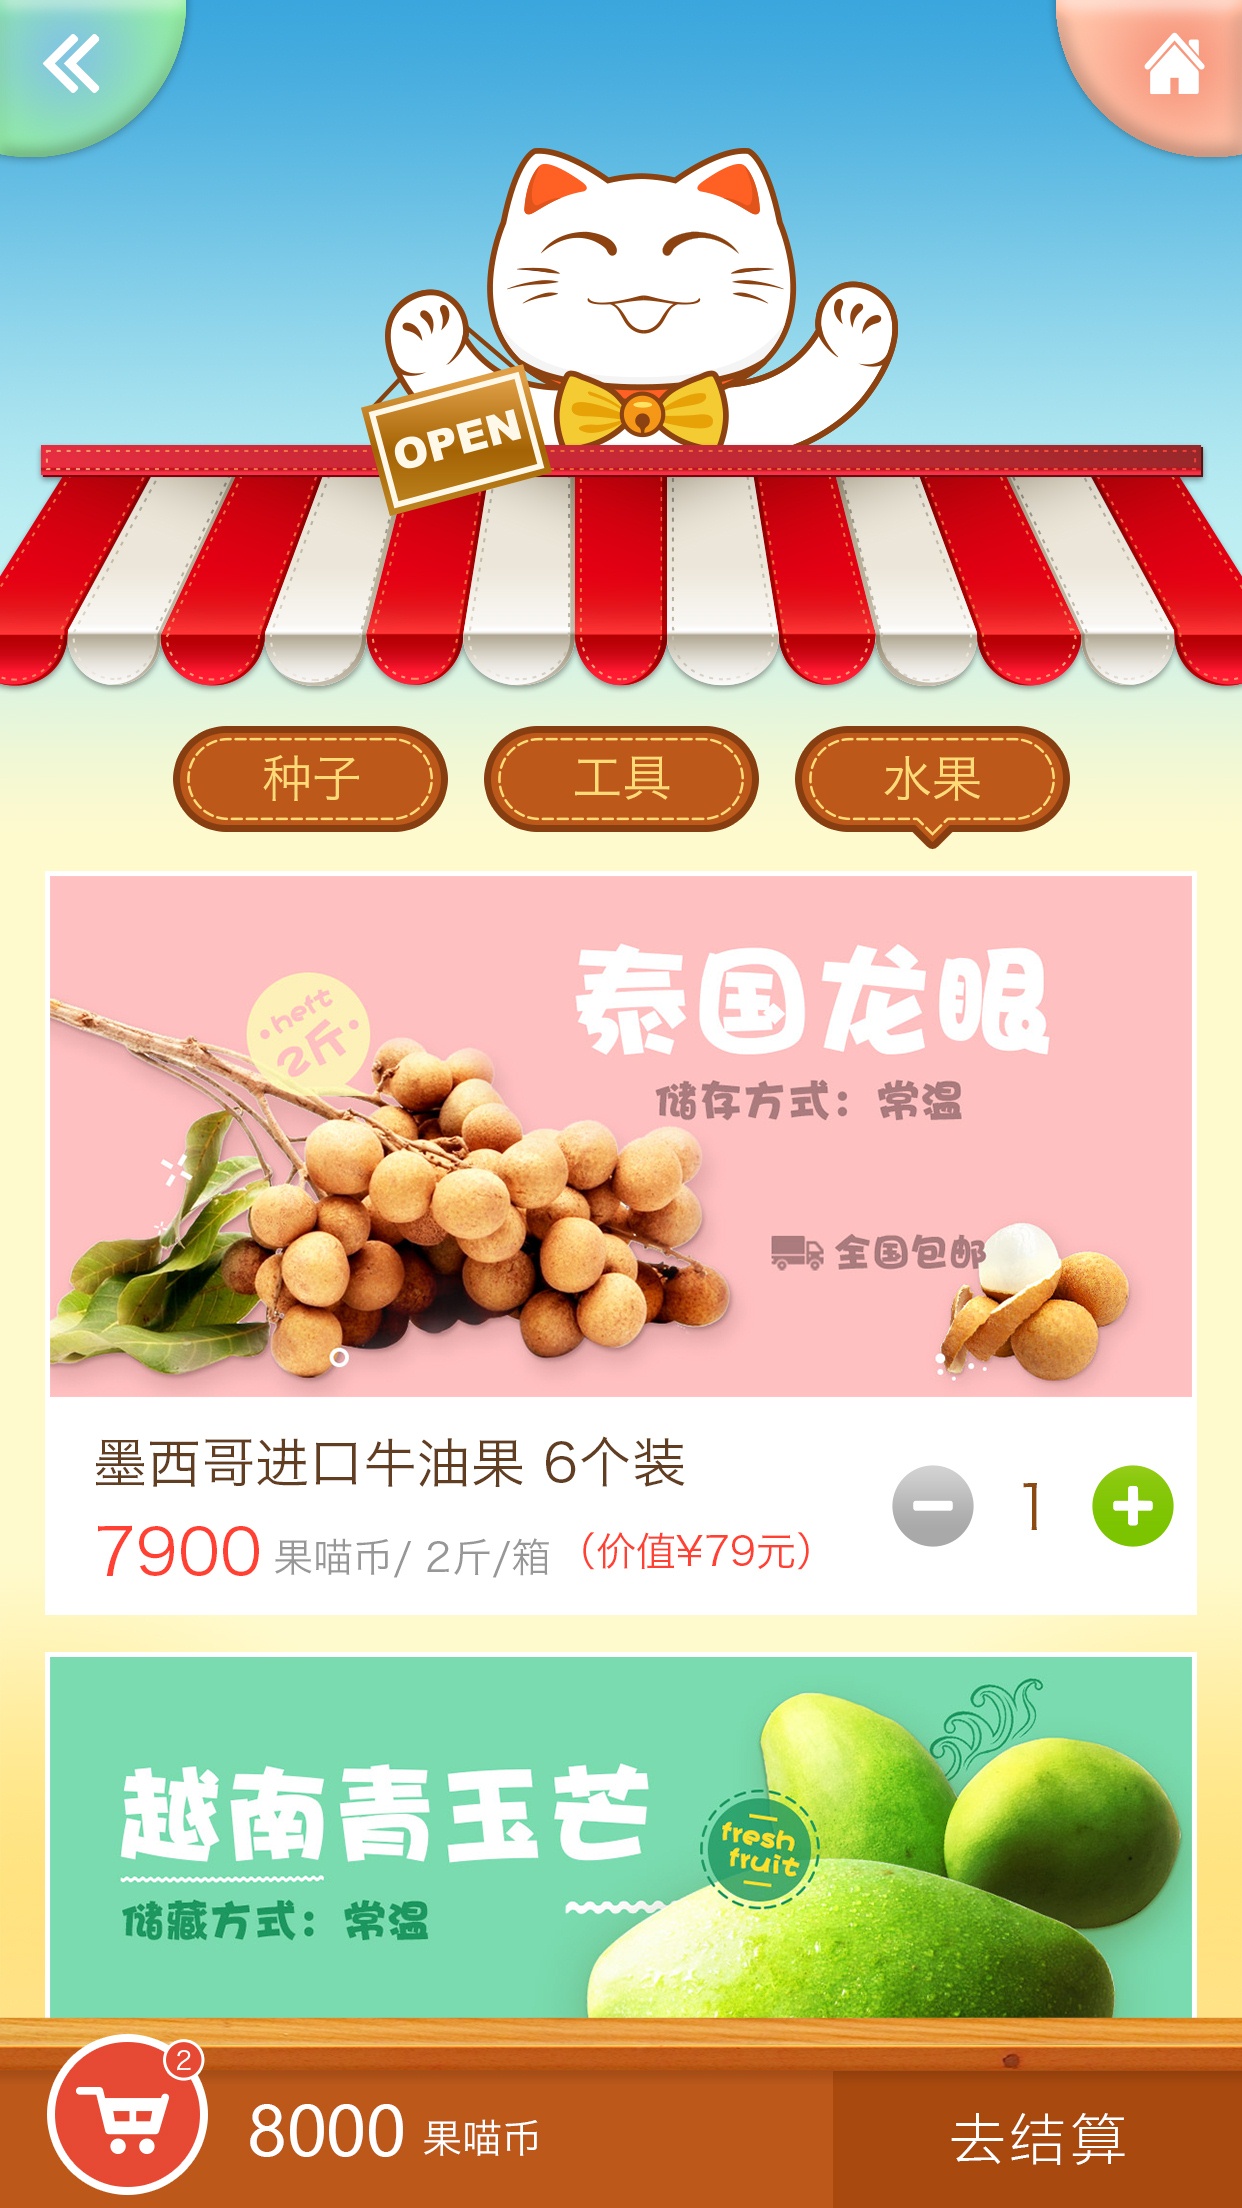 OPEN
种子
工具
水果
heft
2斤
泰国龙眼
储存方式：常温
全国包邮
墨西哥进口牛油果 6个装
7900 果喵币/ 2斤/箱 （价值¥79元）
1
越南青玉芒
fresh
fruit
储藏方式：常温
2
8000 果喵币
去结算